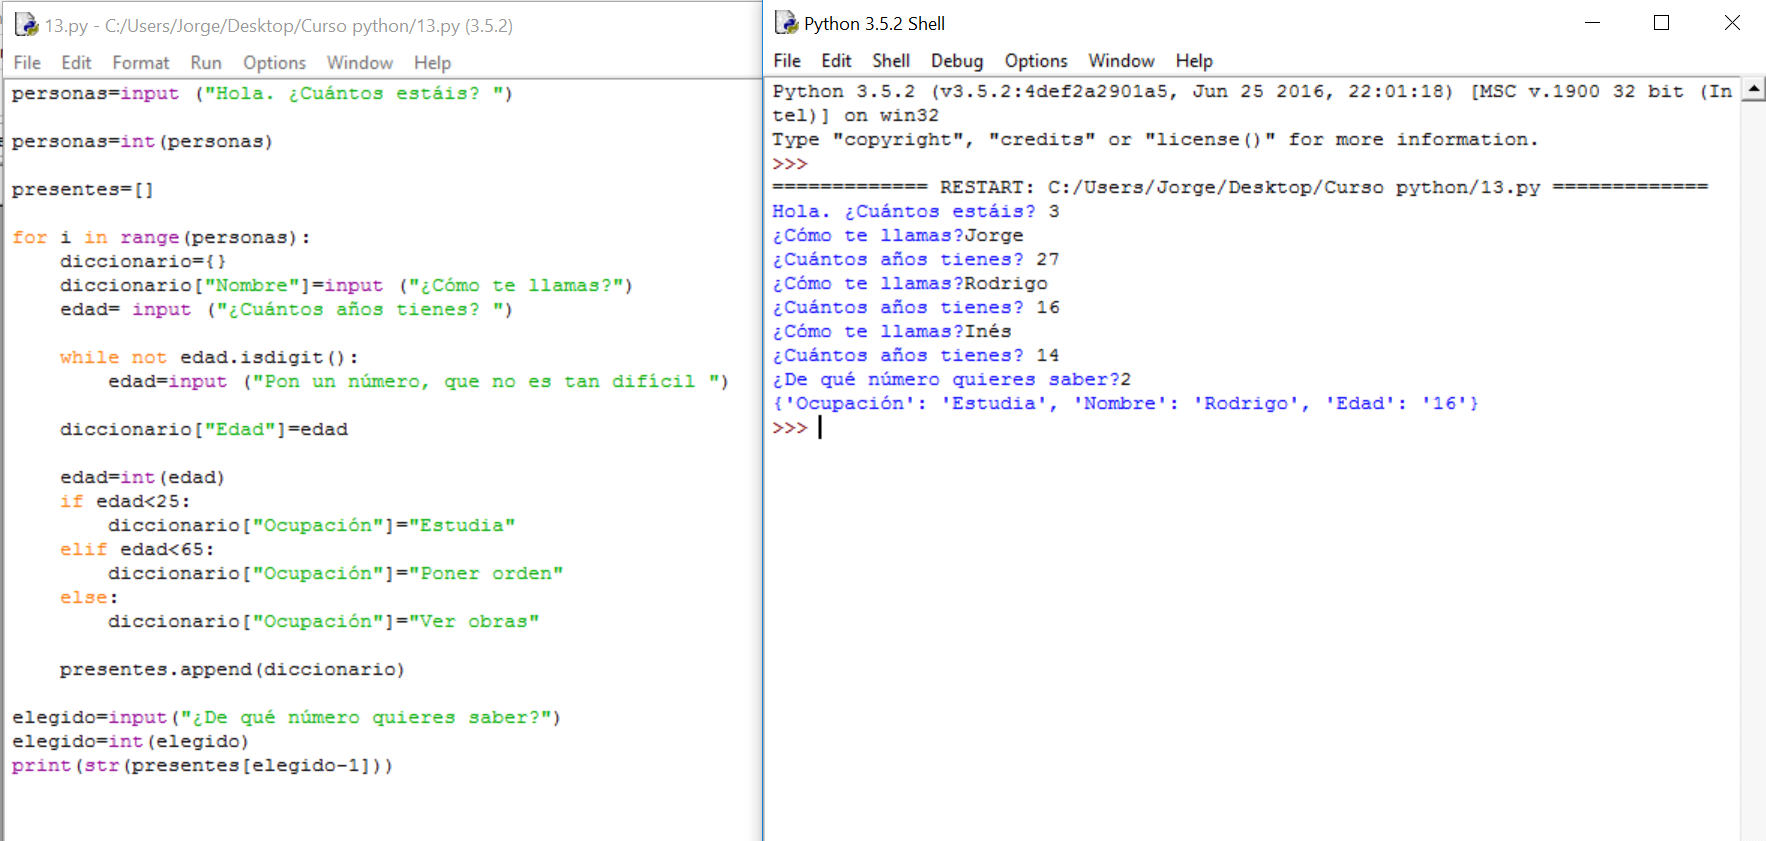 13.py - C:/Users/Jorge/Desktop/Curso python/13.py (3.5.2)
File Edit Format Run Options Window Help
personas=input ("Hola. ¿Cuántos estáis? ")
personas=int(personas)
presentes=[]
for i in range(personas):
    diccionario={}
    diccionario["Nombre"]=input ("¿Cómo te llamas?")
    edad= input ("¿Cuántos años tienes? ")
    while not edad.isdigit():
        edad=input ("Pon un número, que no es tan difícil ")
    diccionario["Edad"]=edad
    edad=int(edad)
    if edad<25:
        diccionario["Ocupación"]="Estudia"
    elif edad<65:
        diccionario["Ocupación"]="Poner orden"
    else:
        diccionario["Ocupación"]="Ver obras"
    presentes.append(diccionario)
elegido=input("¿De qué número quieres saber?")
elegido=int(elegido)
print(str(presentes[elegido-1]))
Python 3.5.2 Shell
File Edit Shell Debug Options Window Help
Python 3.5.2 (v3.5.2:4def2a2901a5, Jun 25 2016, 22:01:18) [MSC v.1900 32 bit (In
tel)] on win32
Type "copyright", "credits" or "license()" for more information.
>>>
============= RESTART: C:/Users/Jorge/Desktop/Curso python/13.py =============
Hola. ¿Cuántos estáis? 3
¿Cómo te llamas?Jorge
¿Cuántos años tienes? 27
¿Cómo te llamas?Rodrigo
¿Cuántos años tienes? 16
¿Cómo te llamas?Inés
¿Cuántos años tienes? 14
¿De qué número quieres saber?2
{'Ocupación': 'Estudia', 'Nombre': 'Rodrigo', 'Edad': '16'}
>>>